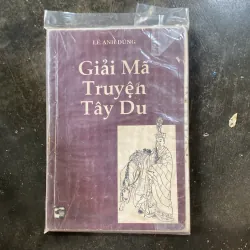 LÊ ANH DŨNG
Giải Mã
Truyện
Tây Du